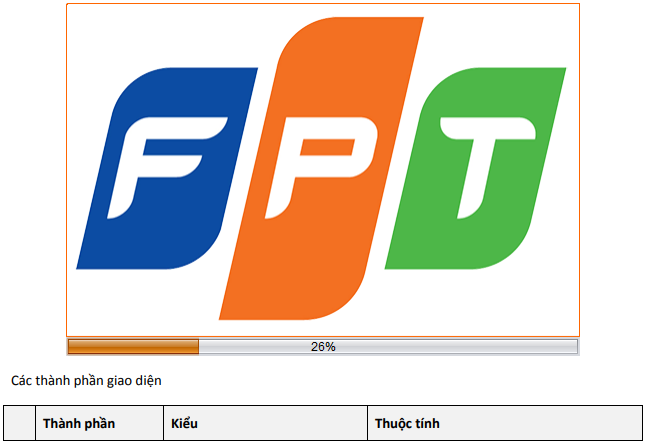 FPT
26%
Các thành phần giao diện
Thành phần Kiểu Thuộc tính